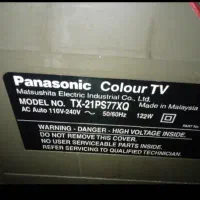 Panasonic Colour TV
Matsushita Electric Industrial Co., Ltd.
MODEL NO. TX-21PS77XQ Made in Malaysia
AC Auto 110V-240V ~ 50/60Hz 122W
WARNING - DANGER - HIGH VOLTAGE INSIDE.
DO NOT REMOVE THIS COVER.
NO USER SERVICEABLE PARTS INSIDE.
REFER SERVICING TO QUALIFIED TECHNICIAN.
PART No.